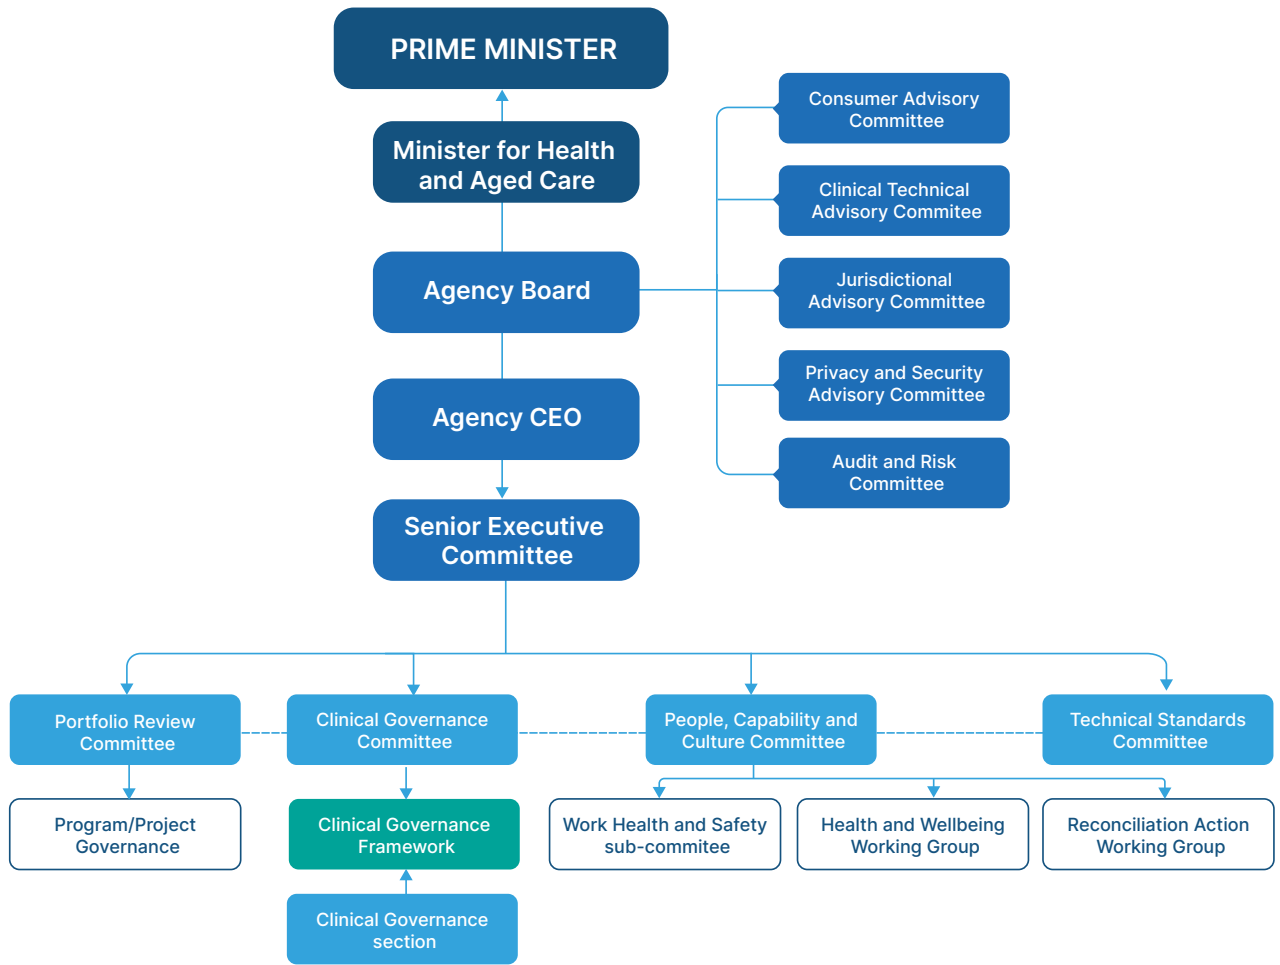 PRIME MINISTER
Minister for Health
and Aged Care
Agency Board
Agency CEO
Senior Executive
Committee
Consumer Advisory
Committee
Clinical Technical
Advisory Commitee
Jurisdictional
Advisory Committee
Privacy and Security
Advisory Committee
Audit and Risk
Committee
Portfolio Review
Committee
Clinical Governance
Committee
People, Capability and
Culture Committee
Technical Standards
Committee
Program/Project
Governance
Clinical Governance
Framework
Work Health and Safety
sub-commitee
Health and Wellbeing
Working Group
Reconciliation Action
Working Group
Clinical Governance
section